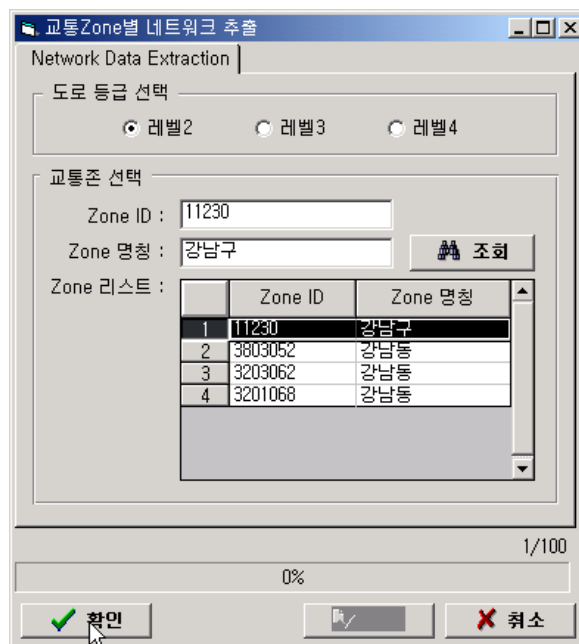 교통Zone별 네트워크 추출
Network Data Extraction
도로 등급 선택
레벨2 레벨3 레벨4
교통존 선택
Zone ID : 11230
Zone 명칭 : 강남구 조회
Zone 리스트 : Zone ID Zone 명칭
1 11230 강남구
2 3803052 강남동
3 3203062 강남동
4 3201068 강남동
1/100
0%
확인 취소